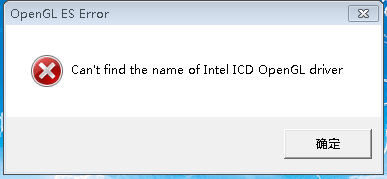 OpenGL ES Error
Can't find the name of Intel ICD OpenGL driver
确定